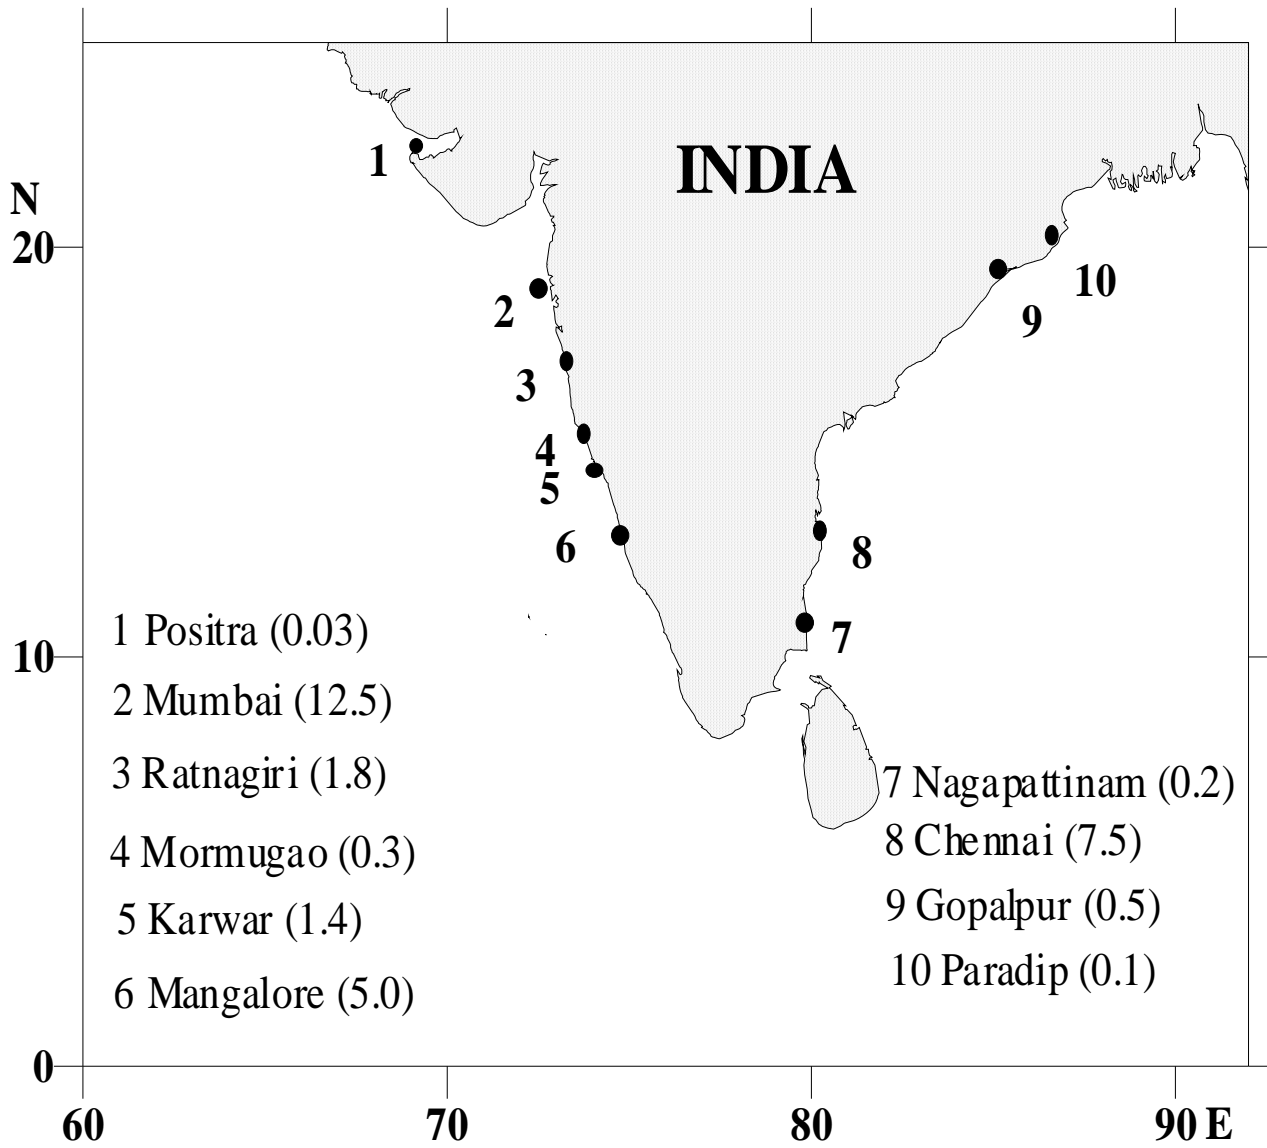 INDIA
1
N
20
2
3
4
5
6
10
9
8
7
10
1 Positra (0.03)
2 Mumbai (12.5)
3 Ratnagiri (1.8)
4 Mormugao (0.3)
5 Karwar (1.4)
6 Mangalore (5.0)
7 Nagapattinam (0.2)
8 Chennai (7.5)
9 Gopalpur (0.5)
10 Paradip (0.1)
0
60 70 80 90 E